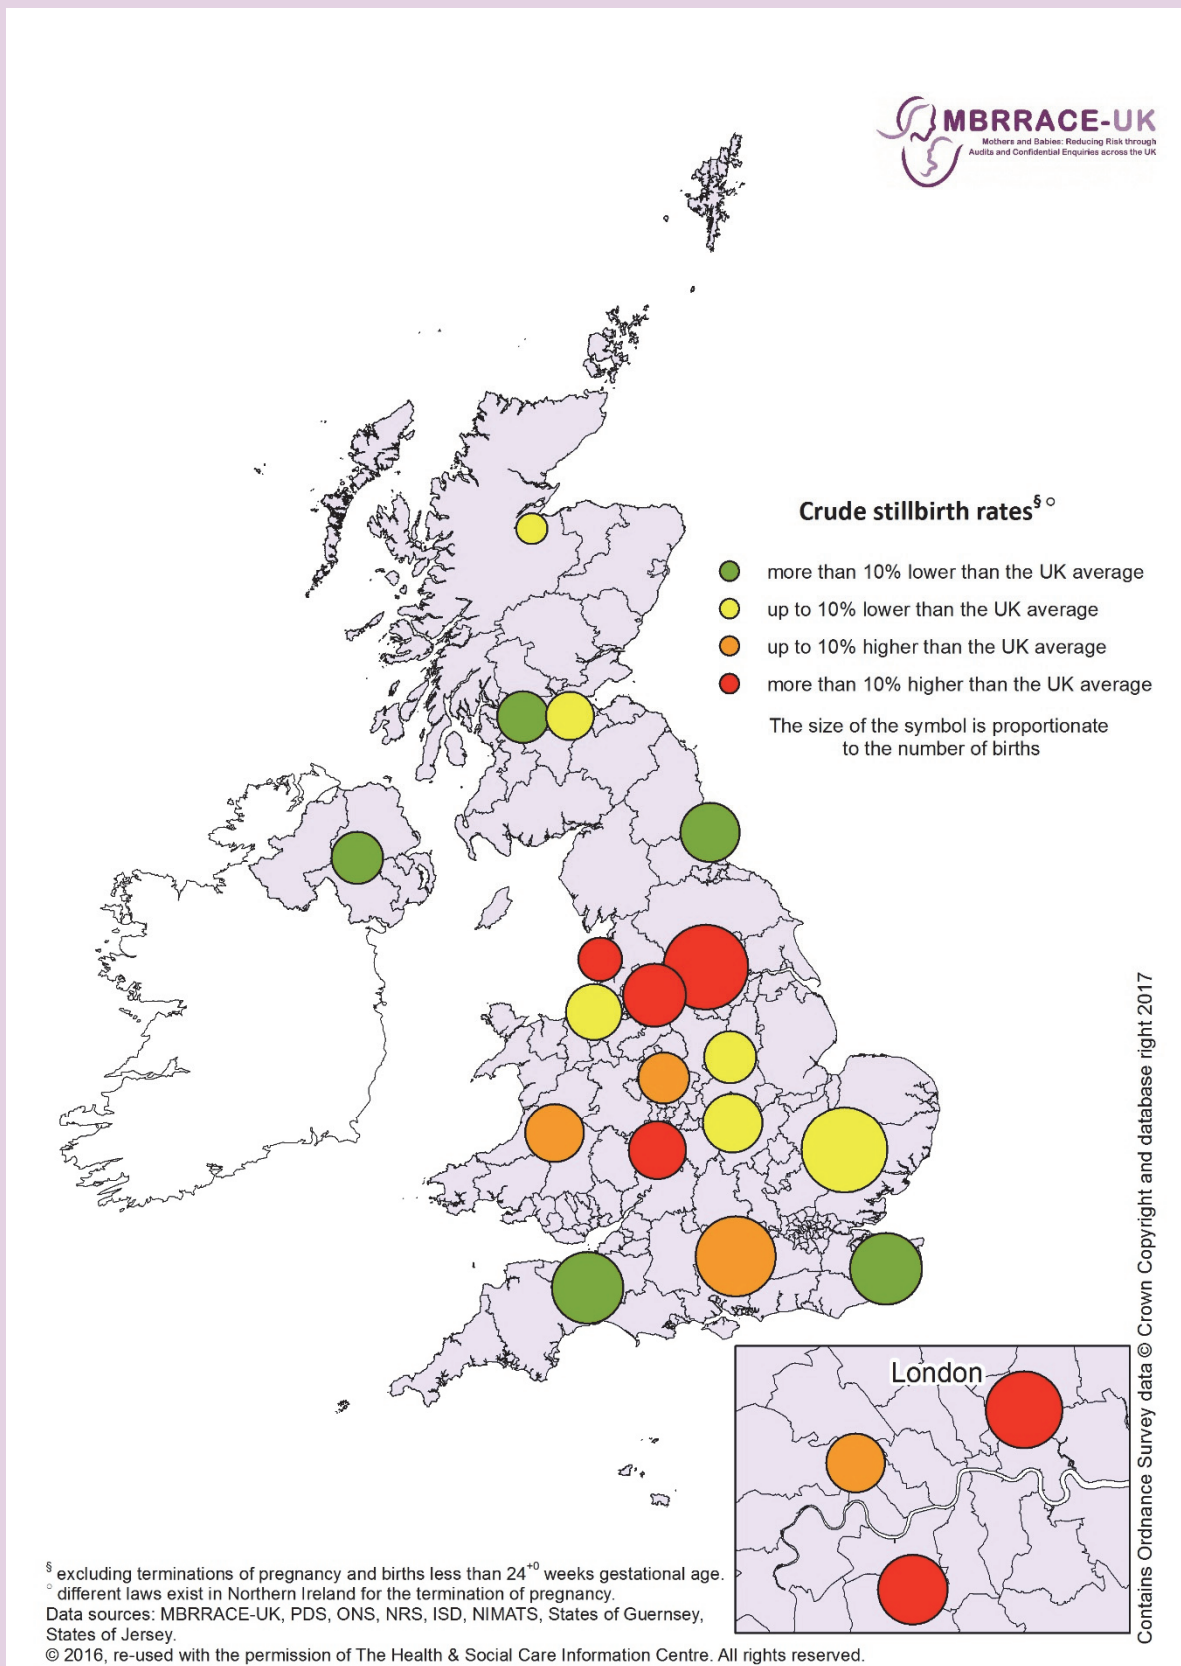 MBRRACE-UK
Mothers and Babies: Reducing Risk through
Audits and Confidential Enquiries across the UK
Crude stillbirth rates§ °
more than 10% lower than the UK average
up to 10% lower than the UK average
up to 10% higher than the UK average
more than 10% higher than the UK average
The size of the symbol is proportionate
to the number of births
London
Contains Ordnance Survey data © Crown Copyright and database right 2017
§ excluding terminations of pregnancy and births less than 24+0 weeks gestational age.
° different laws exist in Northern Ireland for the termination of pregnancy.
Data sources: MBRRACE-UK, PDS, ONS, NRS, ISD, NIMATS, States of Guernsey,
States of Jersey.
© 2016, re-used with the permission of The Health & Social Care Information Centre. All rights reserved.